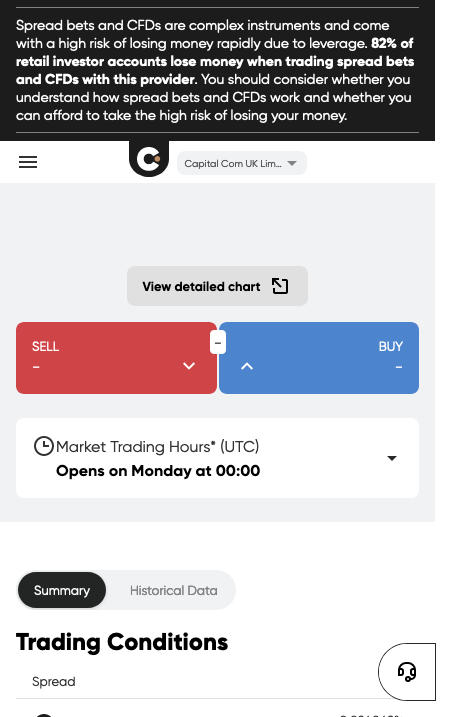 Spread bets and CFDs are complex instruments and come
with a high risk of losing money rapidly due to leverage. 82% of
retail investor accounts lose money when trading spread bets
and CFDs with this provider. You should consider whether you
understand how spread bets and CFDs work and whether you
can afford to take the high risk of losing your money.
Capital Com UK Lim...
View detailed chart
SELL
BUY
-
-
-
Market Trading Hours* (UTC)
Opens on Monday at 00:00
Summary
Historical Data
Trading Conditions
Spread